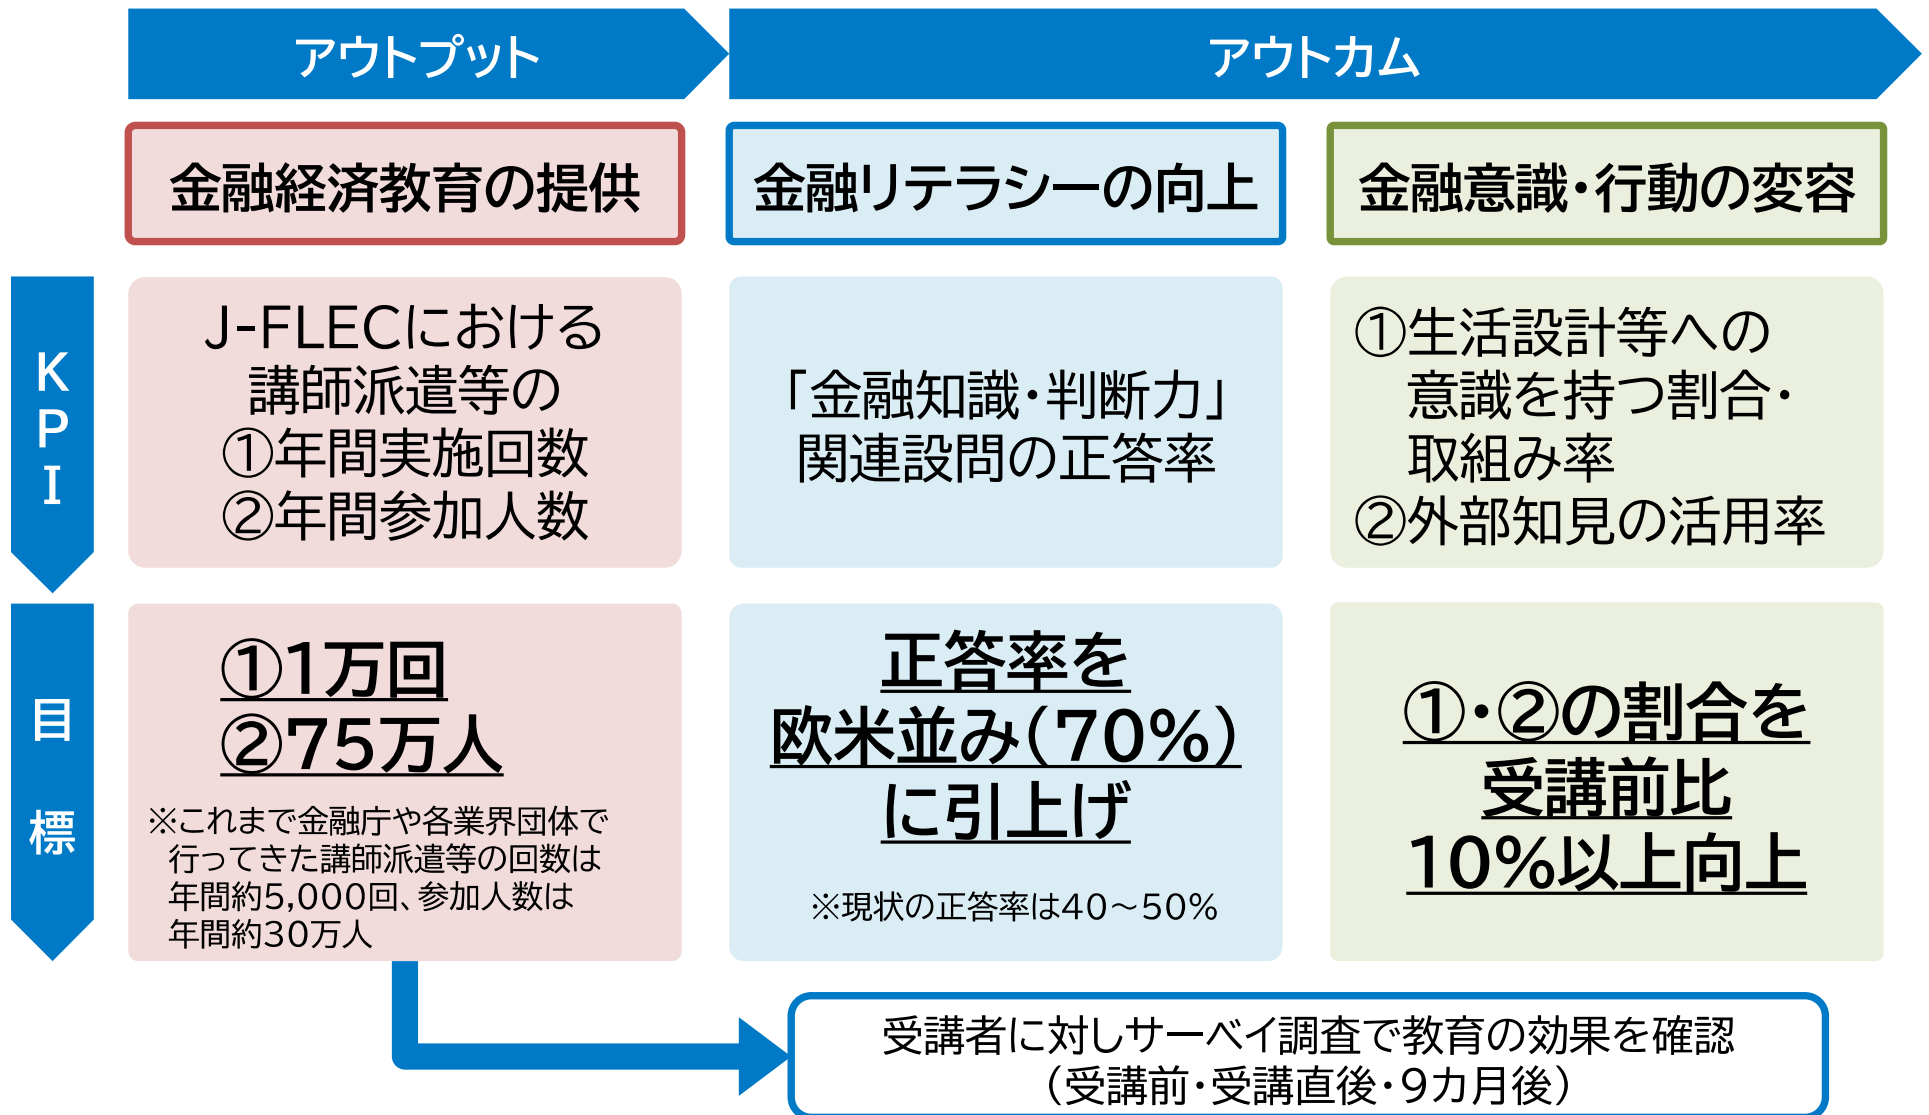 アウトプット
アウトカム
金融経済教育の提供
金融リテラシーの向上
金融意識・行動の変容
KPI
J-FLECにおける
講師派遣等の
①年間実施回数
②年間参加人数
「金融知識・判断力」
関連設問の正答率
①生活設計等への
意識を持つ割合・
取組み率
②外部知見の活用率
目標
①1万回
②75万人
※これまで金融庁や各業界団体で
行ってきた講師派遣等の回数は
年間約5,000回、参加人数は
年間約30万人
正答率を
欧米並み（70%）
に引上げ
※現状の正答率は40～50%
①・②の割合を
受講前比
10%以上向上
受講者に対しサーベイ調査で教育の効果を確認
（受講前・受講直後・9カ月後）